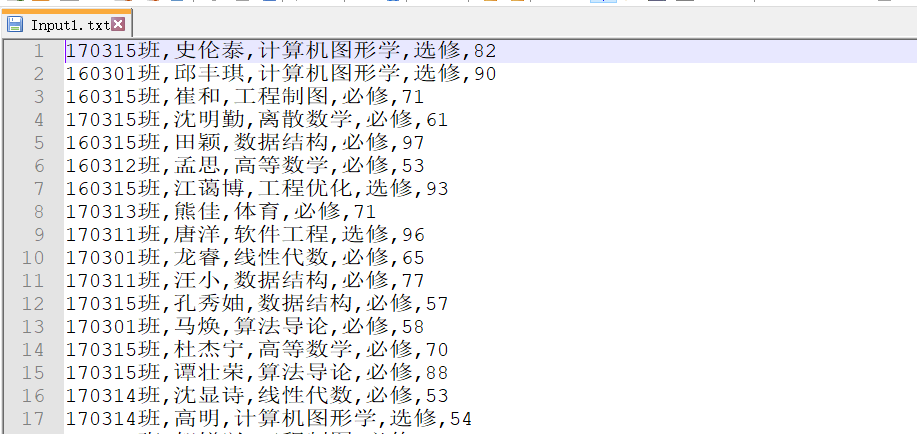 Input1.txt
1 170315班,史伦泰,计算机图形学,选修,82
2 160301班,邱丰琪,计算机图形学,选修,90
3 160315班,崔和,工程制图,必修,71
4 170315班,沈明勤,离散数学,必修,61
5 160315班,田颖,数据结构,必修,97
6 160312班,孟思,高等数学,必修,53
7 160315班,江蔼博,工程优化,选修,93
8 170313班,熊佳,体育,必修,71
9 170311班,唐洋,软件工程,选修,96
10 170301班,龙睿,线性代数,必修,65
11 170311班,汪小,数据结构,必修,77
12 170315班,孔秀妯,数据结构,必修,57
13 170301班,马焕,算法导论,必修,58
14 170315班,杜杰宁,高等数学,必修,70
15 170315班,谭壮荣,算法导论,必修,88
16 170314班,沈显诗,线性代数,必修,53
17 170314班,高明,计算机图形学,选修,54